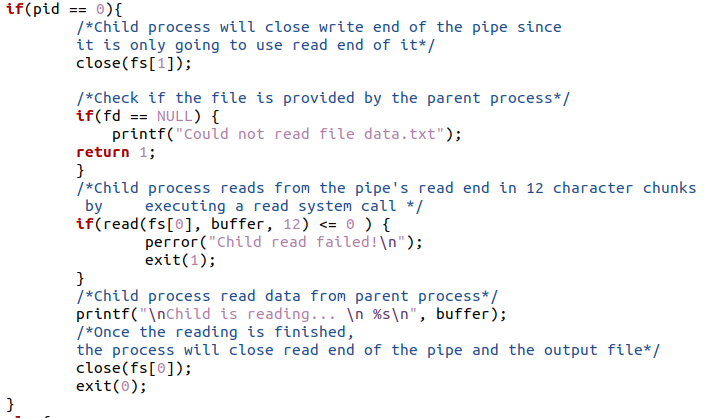 if(pid == 0){
/*Child process will close write end of the pipe since
it is only going to use read end of it*/
close(fs[1]);
/*Check if the file is provided by the parent process*/
if(fd == NULL) {
printf("Could not read file data.txt");
return 1;
}
/*Child process reads from the pipe's read end in 12 character chunks
by executing a read system call */
if(read(fs[0], buffer, 12) <= 0 ) {
perror("Child read failed!\n");
exit(1);
}
/*Child process read data from parent process*/
printf("\nChild is reading... \n %s\n", buffer);
/*Once the reading is finished,
the process will close read end of the pipe and the output file*/
close(fs[0]);
exit(0);
}